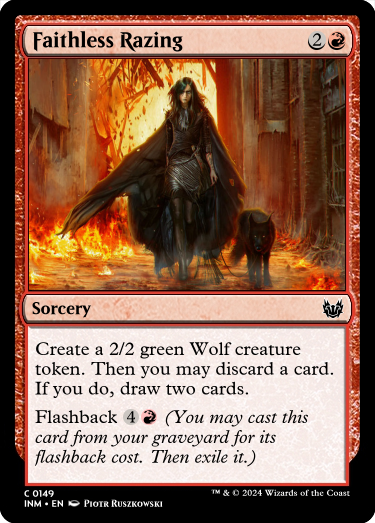 Faithless Razing 2
Sorcery
Create a 2/2 green Wolf creature
token. Then you may discard a card.
If you do, draw two cards.
Flashback 4 (You may cast this
card from your graveyard for its
flashback cost. Then exile it.)
C 0149
INM • EN Piotr Ruszkowski
™ & © 2024 Wizards of the Coast